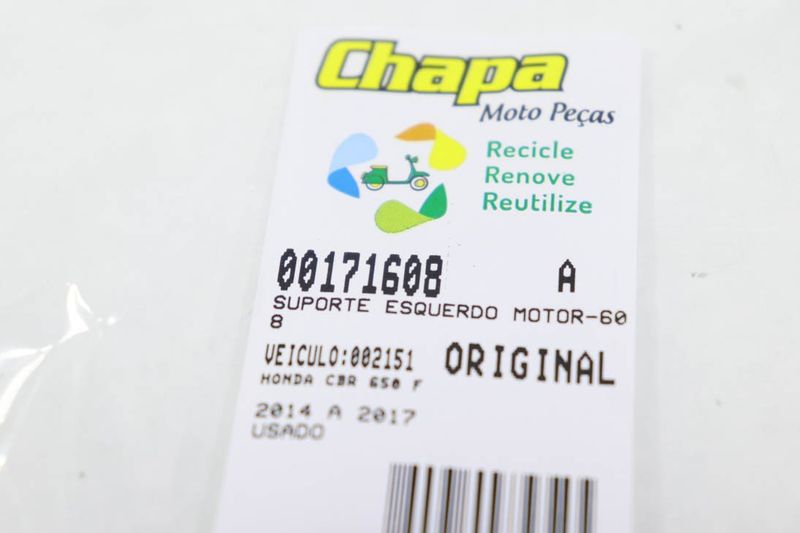 Chapa
Moto Peças
Recicle
Renove
Reutilize
00171608 A
SUPORTE ESQUERDO MOTOR-60
8
VEICULO:002151 ORIGINAL
HONDA CBR 650 F
2014 A 2017
USADO